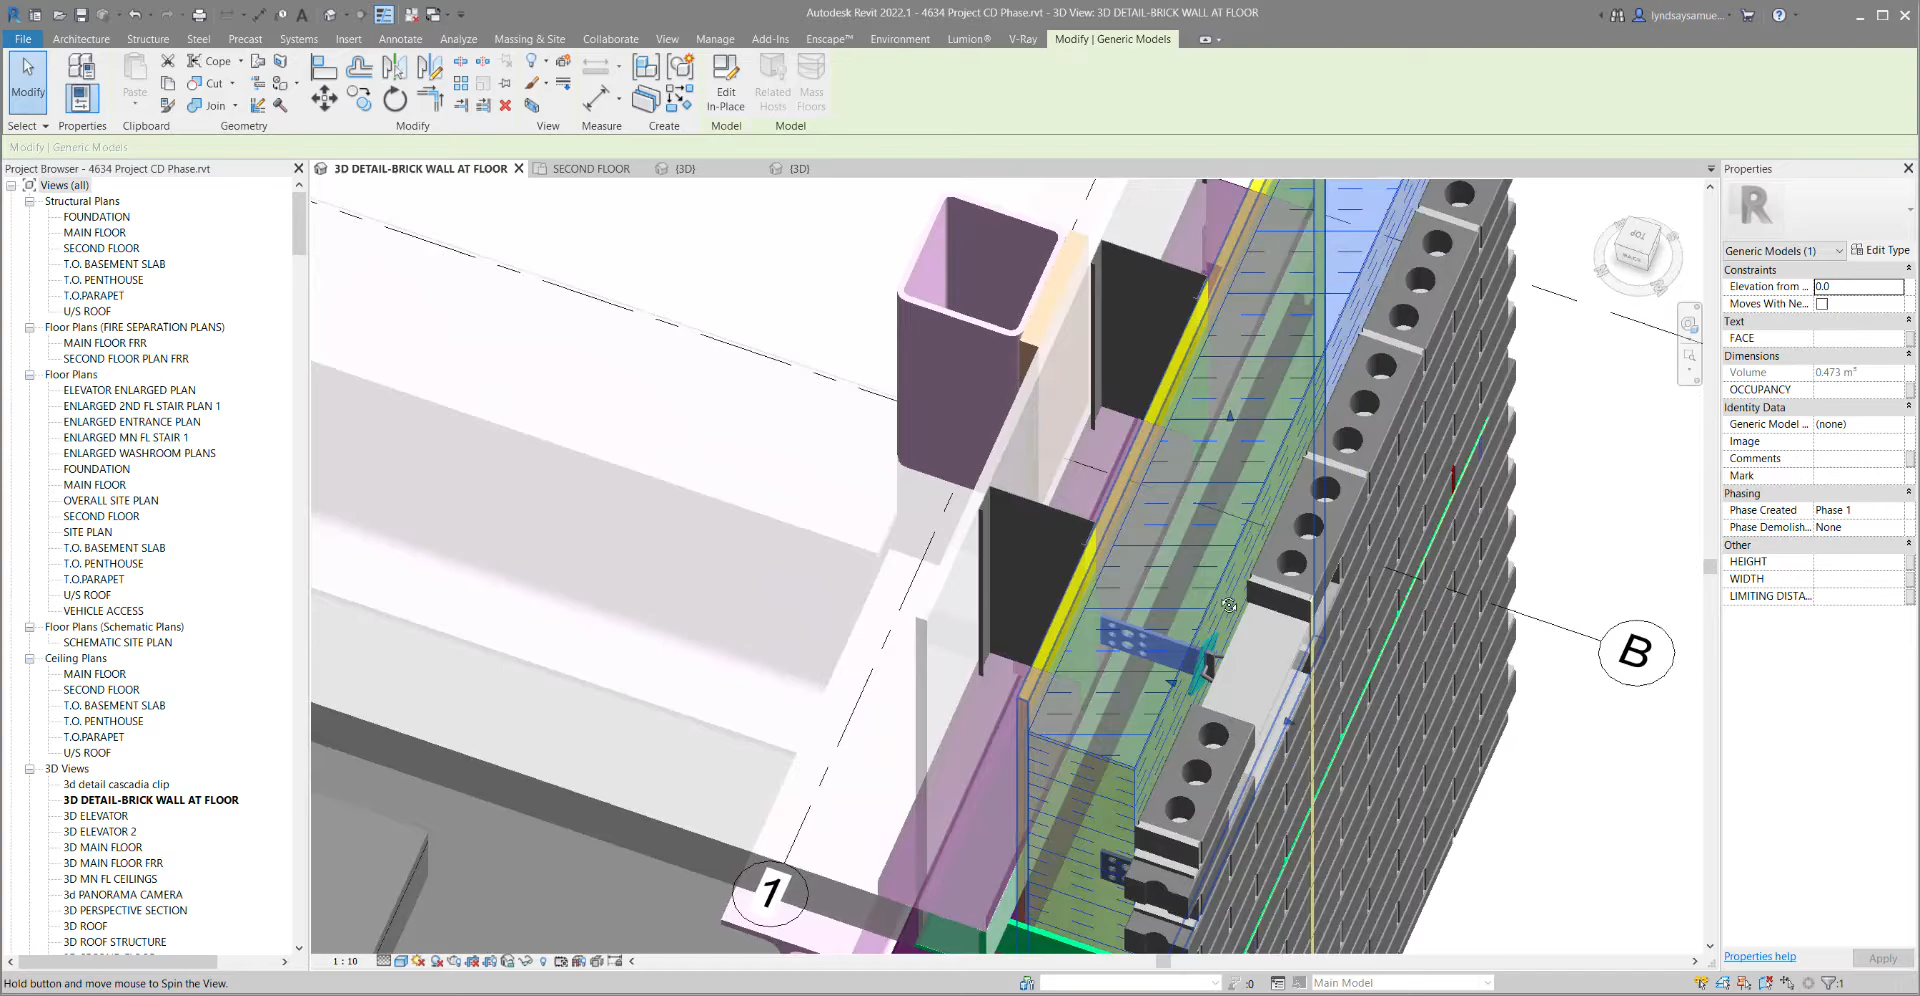 Autodesk Revit 2022.1 - 4634 Project CD Phase.rvt - 3D View: 3D DETAIL-BRICK WALL AT FLOOR
lyndsaysamue...
File Architecture Structure Steel Precast Systems Insert Annotate Analyze Massing & Site Collaborate View Manage Add-Ins Enscape™ Environment Lumion® V-Ray Modify | Generic Models
Modify
Paste
Cope
Cut
Join
Edit In-Place
Related Hosts
Mass Floors
Select Properties Clipboard Geometry Modify View Measure Create Model Model
Modify | Generic Models
Project Browser - 4634 Project CD Phase.rvt
Views (all)
Structural Plans
FOUNDATION
MAIN FLOOR
SECOND FLOOR
T.O. BASEMENT SLAB
T.O. PENTHOUSE
T.O.PARAPET
U/S ROOF
Floor Plans (FIRE SEPARATION PLANS)
MAIN FLOOR FRR
SECOND FLOOR PLAN FRR
Floor Plans
ELEVATOR ENLARGED PLAN
ENLARGED 2ND FL STAIR PLAN 1
ENLARGED ENTRANCE PLAN
ENLARGED MN FL STAIR 1
ENLARGED WASHROOM PLANS
FOUNDATION
MAIN FLOOR
OVERALL SITE PLAN
SECOND FLOOR
SITE PLAN
T.O. BASEMENT SLAB
T.O. PENTHOUSE
T.O.PARAPET
U/S ROOF
VEHICLE ACCESS
Floor Plans (Schematic Plans)
SCHEMATIC SITE PLAN
Ceiling Plans
MAIN FLOOR
SECOND FLOOR
T.O. BASEMENT SLAB
T.O. PENTHOUSE
T.O.PARAPET
U/S ROOF
3D Views
3d detail cascadia clip
3D DETAIL-BRICK WALL AT FLOOR
3D ELEVATOR
3D ELEVATOR 2
3D MAIN FLOOR
3D MAIN FLOOR FRR
3D MN FL CEILINGS
3d PANORAMA CAMERA
3D PERSPECTIVE SECTION
3D ROOF
3D ROOF STRUCTURE
3D DETAIL-BRICK WALL AT FLOOR
SECOND FLOOR
{3D}
{3D}
TOP
BACK
B
1
1 : 10
Properties
R
Generic Models (1)
Edit Type
Constraints
Elevation from ... 0.0
Moves With Ne...
Text
FACE
Dimensions
Volume 0.473 m³
OCCUPANCY
Identity Data
Generic Model ... (none)
Image
Comments
Mark
Phasing
Phase Created Phase 1
Phase Demolish... None
Other
HEIGHT
WIDTH
LIMITING DISTA...
Properties help
Apply
Hold button and move mouse to Spin the View.
:0
Main Model
:1